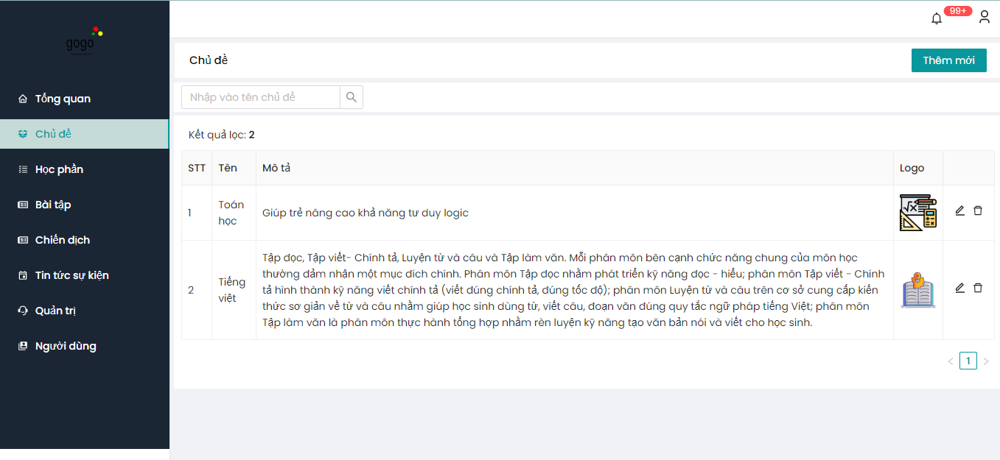 99+
gogo
Tổng quan
Chủ đề
Học phần
Bài tập
Chiến dịch
Tin tức sự kiện
Quản trị
Người dùng
Chủ đề
Thêm mới
Nhập vào tên chủ đề
Kết quả lọc: 2
STT Tên Mô tả Logo
1
Toán
học
Giúp trẻ nâng cao khả năng tư duy logic
2
Tiếng
việt
Tập đọc, Tập viết- Chính tả, Luyện từ và câu và Tập làm văn. Mỗi phân môn bên cạnh chức năng chung của môn học
thường đảm nhận một mục đích chính. Phân môn Tập đọc nhằm phát triển kỹ năng đọc - hiểu; phân môn Tập viết - Chính
tả hình thành kỹ năng viết chính tả (viết đúng chính tả, đúng tốc độ); phân môn Luyện từ và câu trên cơ sở cung cấp kiến
thức sơ giản về từ và câu nhằm giúp học sinh dùng từ, viết câu, đoạn văn đúng quy tắc ngữ pháp tiếng Việt; phân môn
Tập làm văn là phân môn thực hành tổng hợp nhằm rèn luyện kỹ năng tạo văn bản nói và viết cho học sinh.
< 1 >